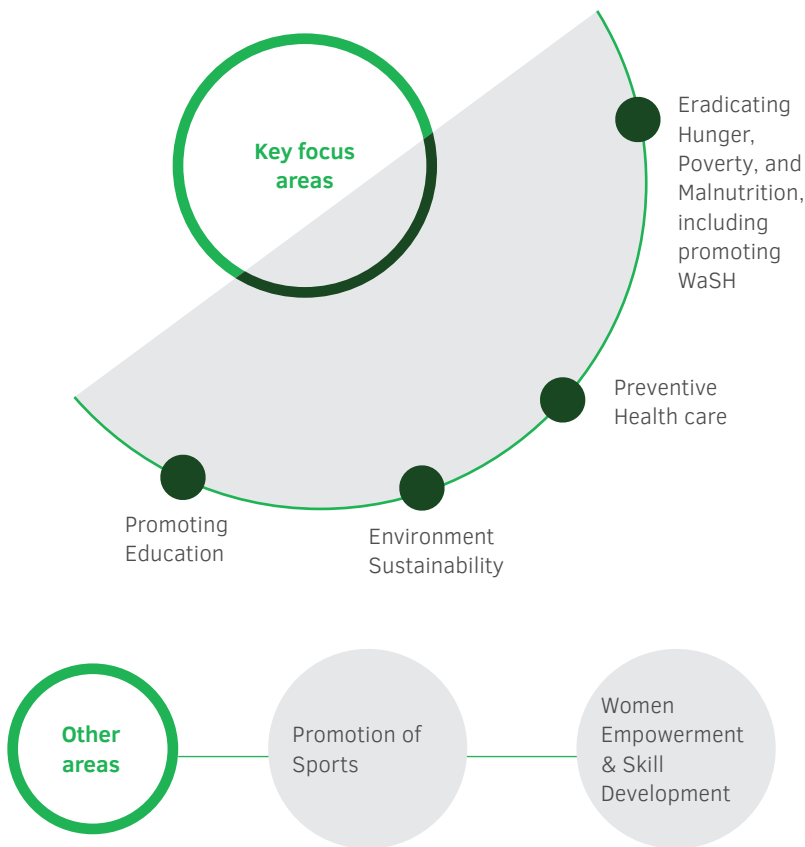 Key focus
areas
Eradicating
Hunger,
Poverty, and
Malnutrition,
including
promoting
WaSH
Preventive
Health care
Environment
Sustainability
Promoting
Education
Other
areas
Promotion of
Sports
Women
Empowerment
& Skill
Development